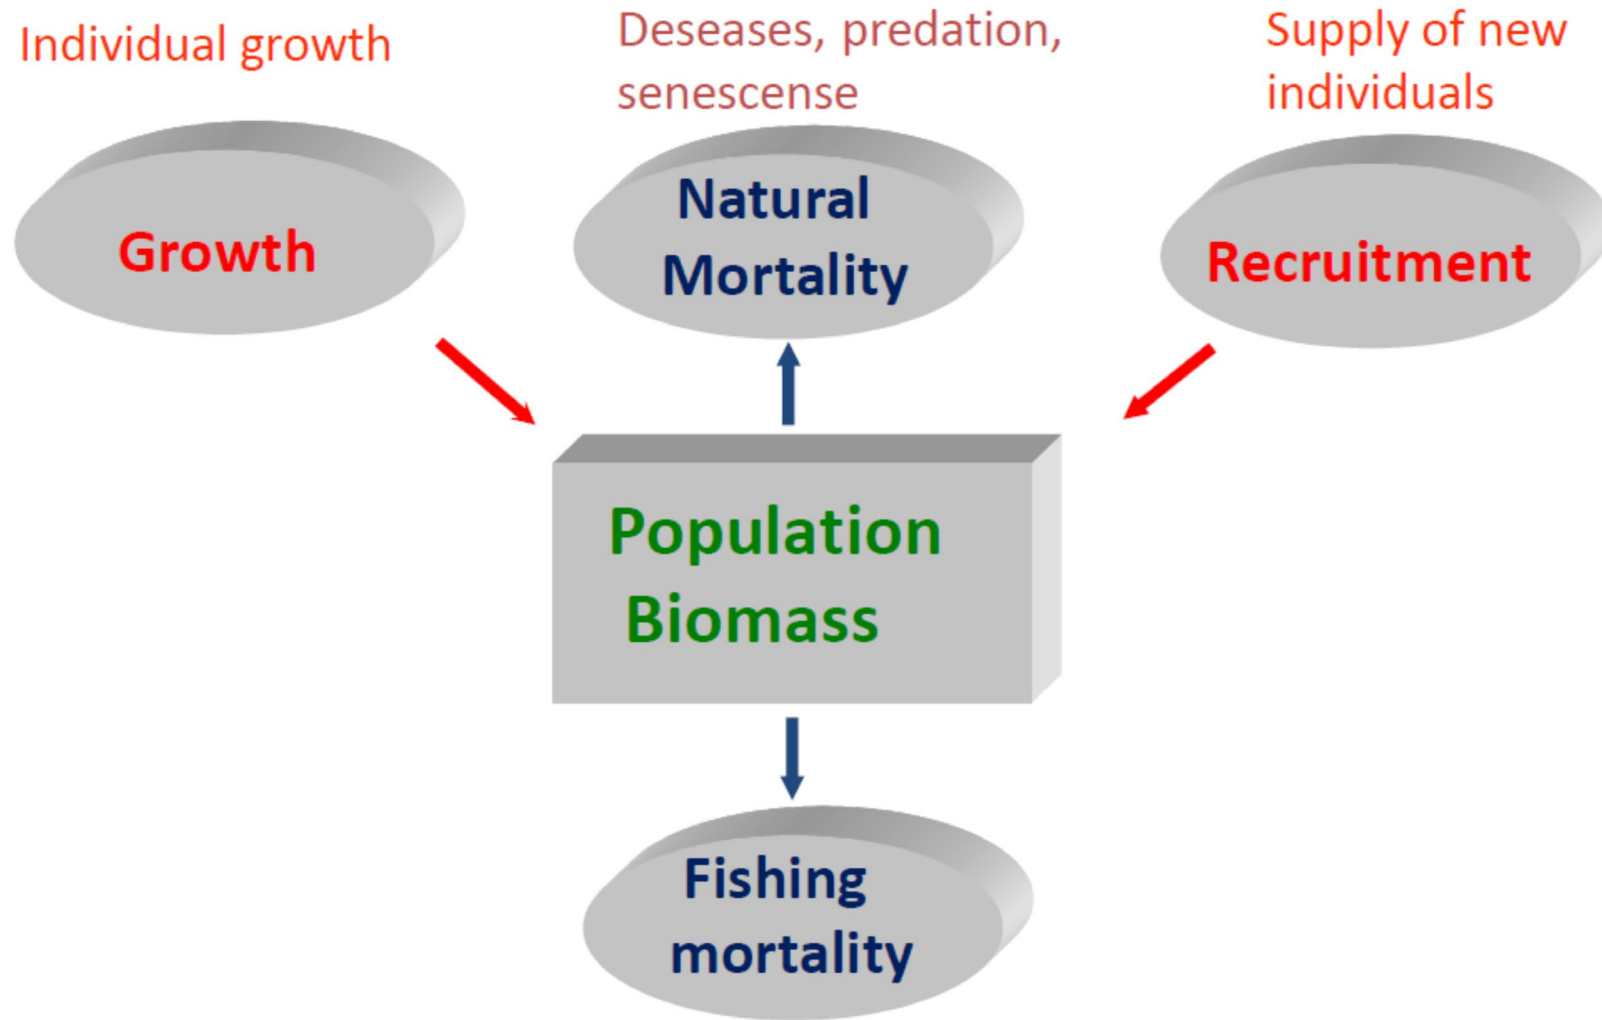 Individual growth
Deseases, predation,
senescense
Supply of new
individuals
Growth
Natural
Mortality
Recruitment
Population
Biomass
Fishing
mortality